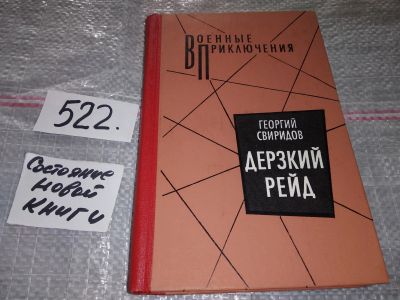 ВОЕННЫЕ
ПРИКЛЮЧЕНИЯ
ГЕОРГИЙ
СВИРИДОВ
ДЕРЗКИЙ
РЕЙД
522.
Состояние
новой
книги